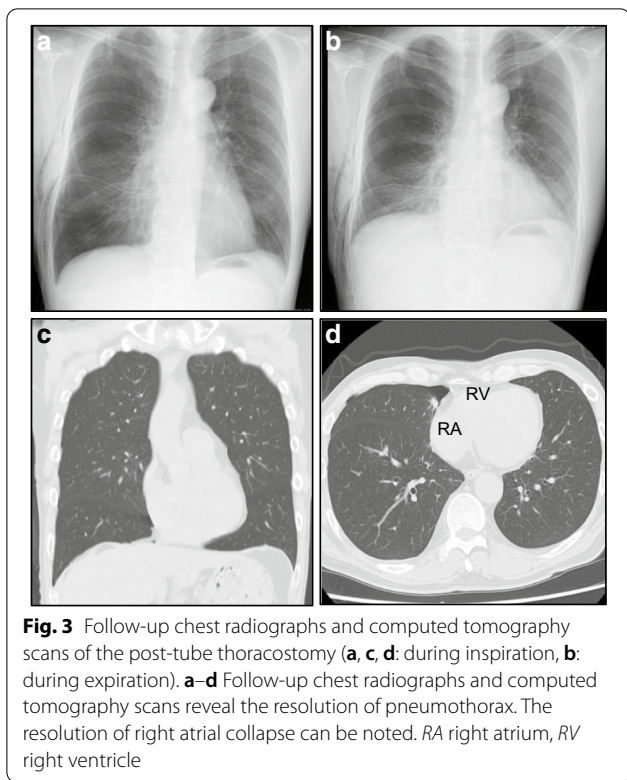 a
b
c
d
RV
RA
Fig. 3 Follow-up chest radiographs and computed tomography
scans of the post-tube thoracostomy (a, c, d: during inspiration, b:
during expiration). a–d Follow-up chest radiographs and computed
tomography scans reveal the resolution of pneumothorax. The
resolution of right atrial collapse can be noted. RA right atrium, RV
right ventricle